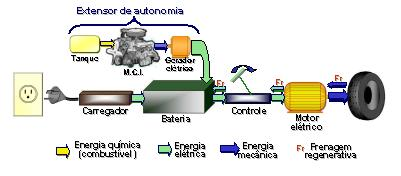 Extensor de autonomia
Tanque
M.C.I.
Gerador
elétrico
Fr
Fr
Fr
Carregador
Bateria
Controle
Motor
elétrico
Energia química
(combustível)
Energia
elétrica
Energia
mecânica
Fr
Frenagem
regenerativa